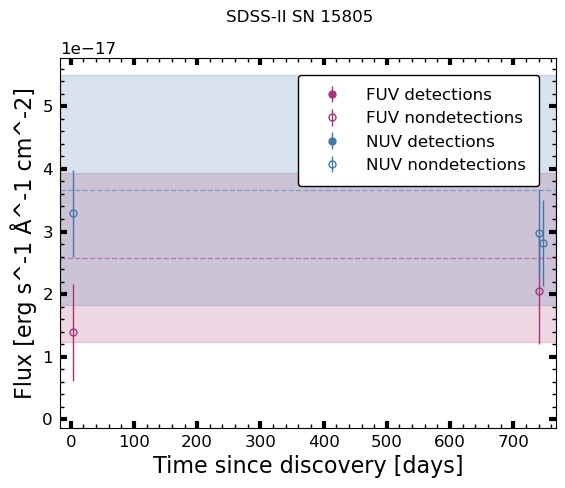 SDSS-II SN 15805
1e−17
FUV detections
FUV nondetections
NUV detections
NUV nondetections
5
4
3
2
1
0
Flux [erg s^-1 Å^-1 cm^-2]
0 100 200 300 400 500 600 700
Time since discovery [days]